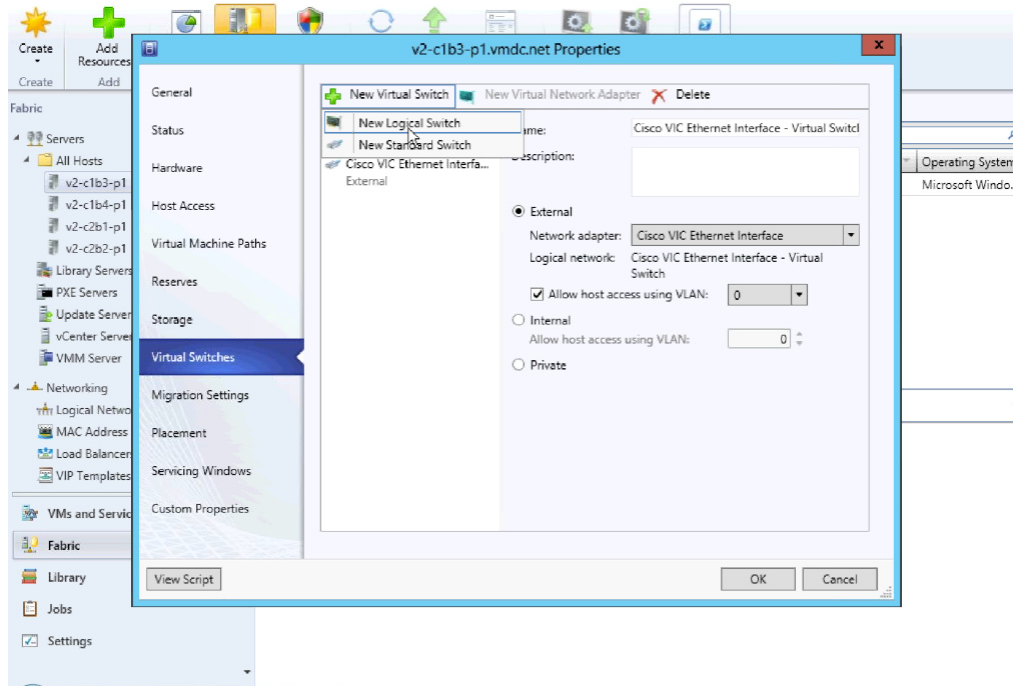 Create
Add
Resources
Create
Add
Fabric
Servers
All Hosts
v2-c1b3-p1
v2-c1b4-p1
v2-c2b1-p1
v2-c2b2-p1
Library Servers
PXE Servers
Update Server
vCenter Server
VMM Server
Networking
Logical Netwo
MAC Address
Load Balancer
VIP Templates
VMs and Servic
Fabric
Library
Jobs
Settings
v2-c1b3-p1.vmdc.net Properties
x
General
Status
Hardware
Host Access
Virtual Machine Paths
Reserves
Storage
Virtual Switches
Migration Settings
Placement
Servicing Windows
Custom Properties
New Virtual Switch
New Virtual Network Adapter
Delete
New Logical Switch
New Standard Switch
Cisco VIC Ethernet Interfa...
External
ame:
Cisco VIC Ethernet Interface - Virtual Switcl
Description:
External
Network adapter:
Cisco VIC Ethernet Interface
Logical network:
Cisco VIC Ethernet Interface - Virtual
Switch
Allow host access using VLAN:
0
Internal
Allow host access using VLAN:
0
Private
View Script
OK
Cancel
Operating System
Microsoft Windo.